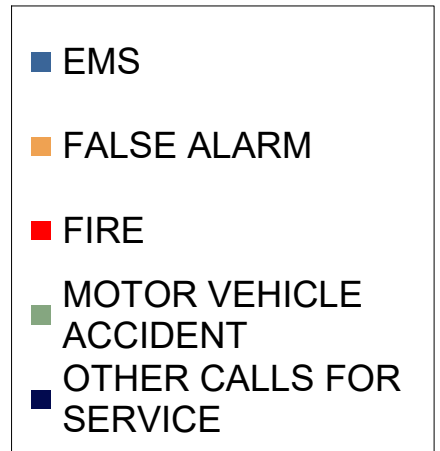 EMS
FALSE ALARM
FIRE
MOTOR VEHICLE
ACCIDENT
OTHER CALLS FOR
SERVICE